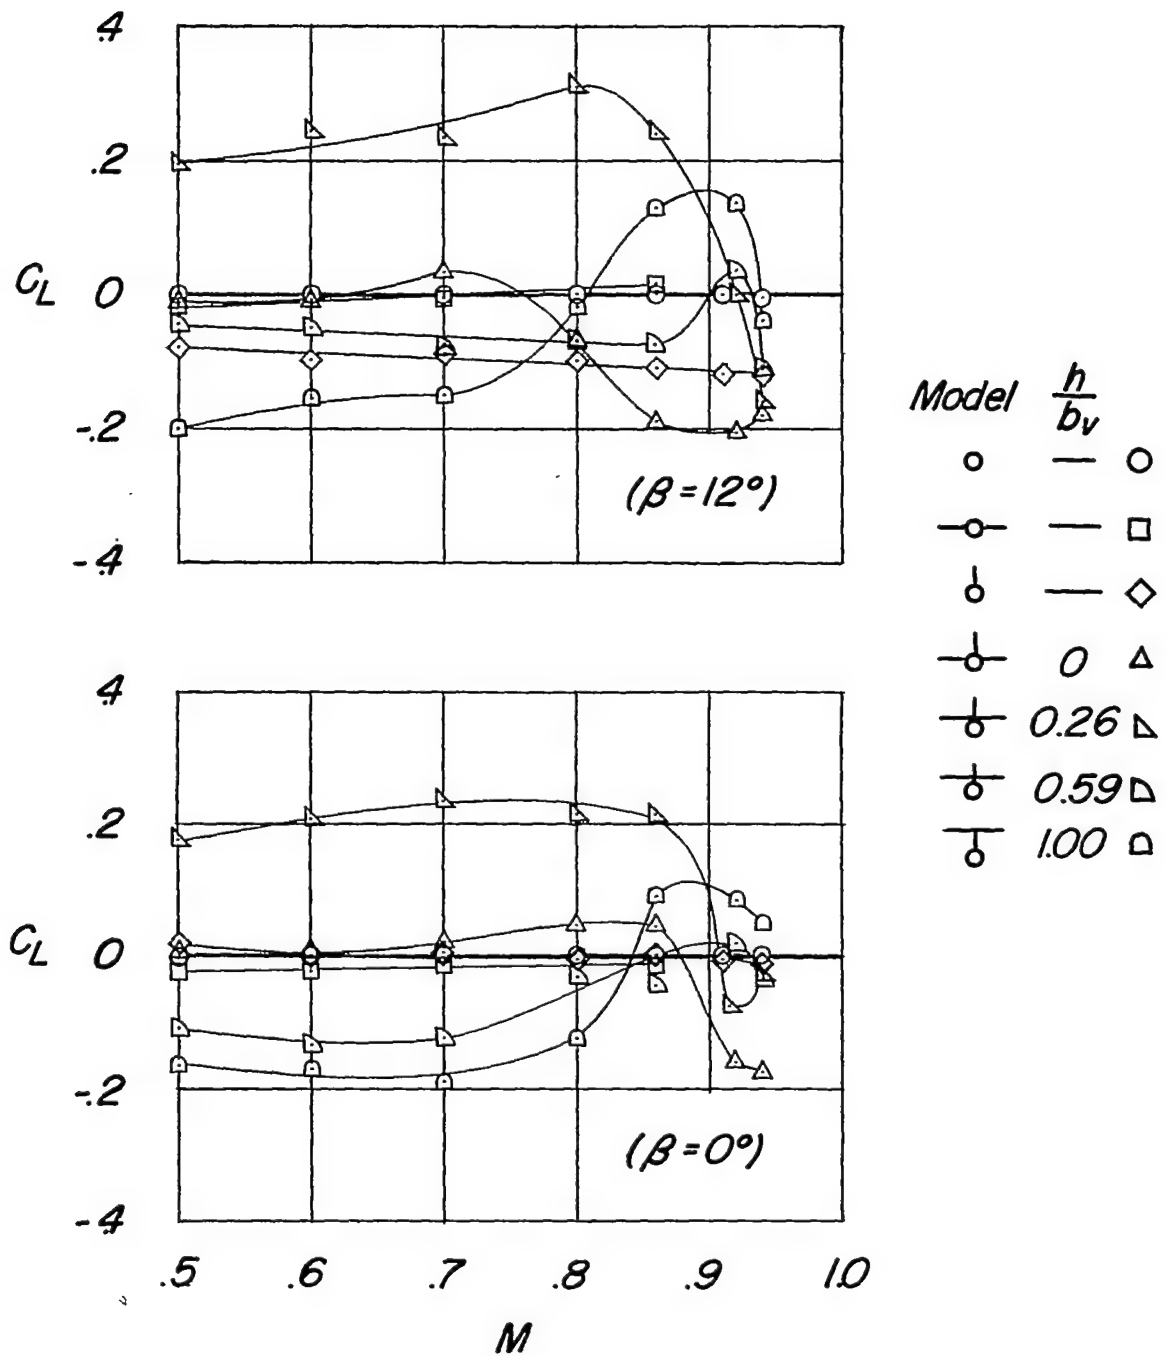 .4
.2
C_L 0
-.2
-.4
(β=12°)
.4
.2
C_L 0
-.2
-.4
(β=0°)
.5 .6 .7 .8 .9 1.0
M
Model h/b_v
—
—
—
0
0.26
0.59
1.00